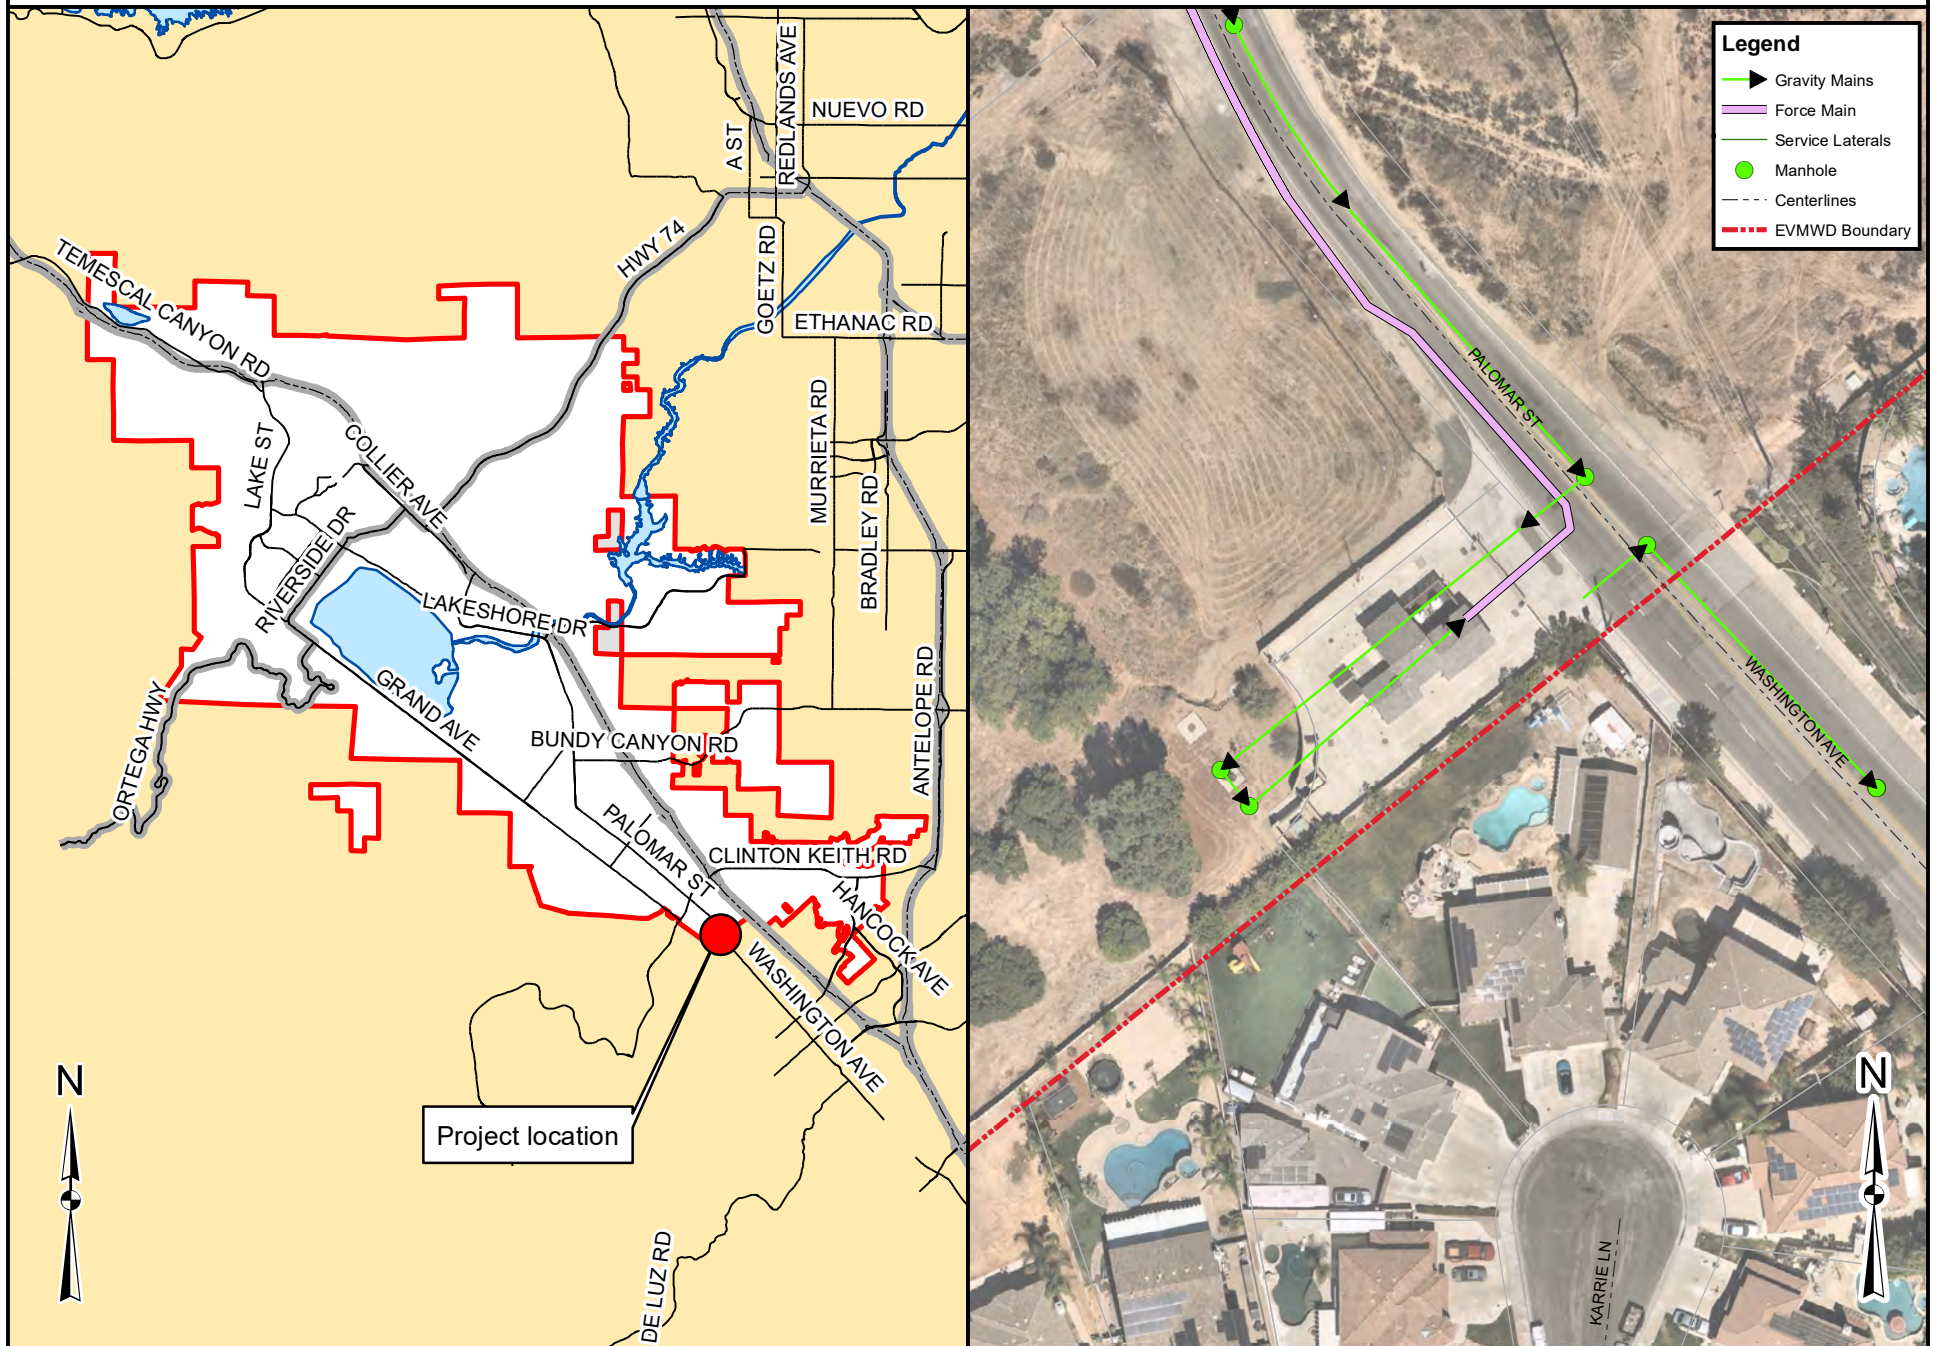 REDLANDS AVE
NUEVO RD
A ST
HWY 74
GOETZ RD
TEMESCAL CANYON RD
ETHANAC RD
MURRIETA RD
LAKE ST
COLLIER AVE
BRADLEY RD
RIVERSIDE DR
LAKESHORE DR
GRAND AVE
ANTELOPE RD
ORTEGA HWY
BUNDY CANYON RD
PALOMAR ST
CLINTON KEITH RD
HANCOCK AVE
WASHINGTON AVE
N
Project location
DE LUZ RD
Legend
Gravity Mains
Force Main
Service Laterals
Manhole
Centerlines
EVMWD Boundary
PALOMAR ST
WASHINGTON AVE
N
KARRIE LN